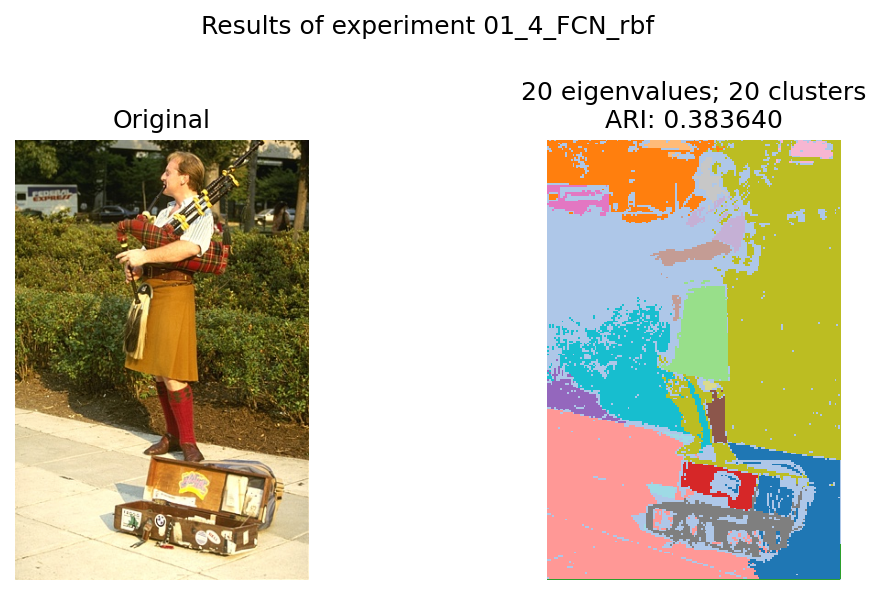 Results of experiment 01_4_FCN_rbf
Original
20 eigenvalues; 20 clusters
ARI: 0.383640
FEDERAL
EXPRESS